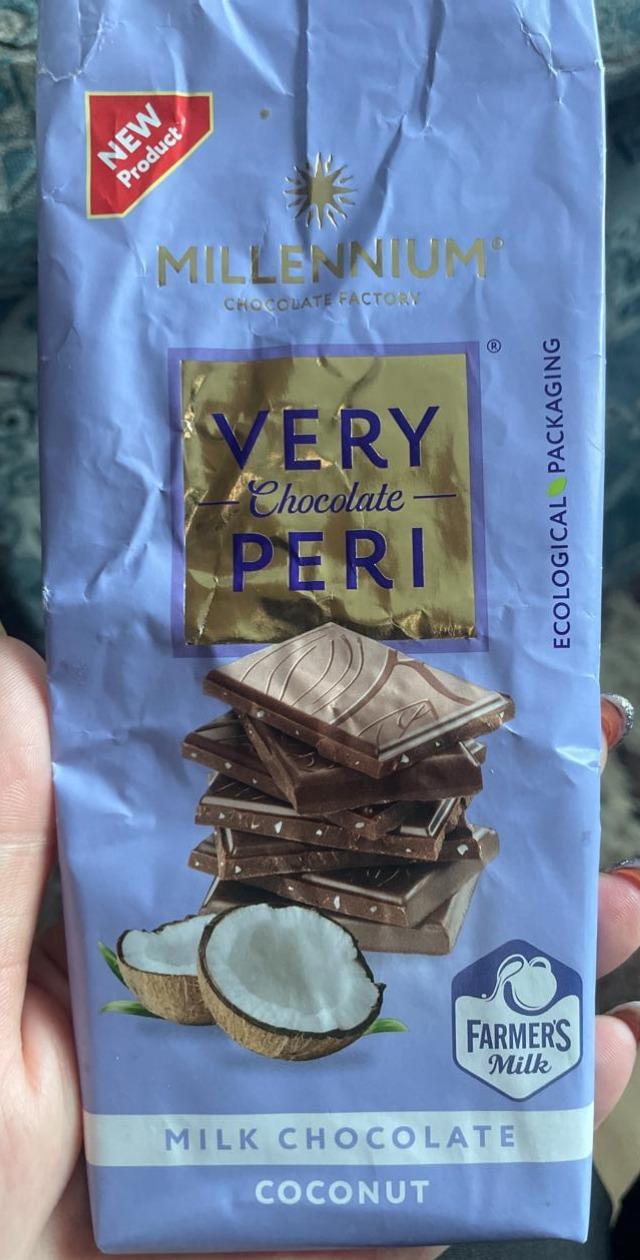 NEW
Product
MILLENNIUM®
CHOCOLATE FACTORY
®
VERY
Chocolate
PERI
ECOLOGICAL PACKAGING
FARMER'S
Milk
MILK CHOCOLATE
COCONUT